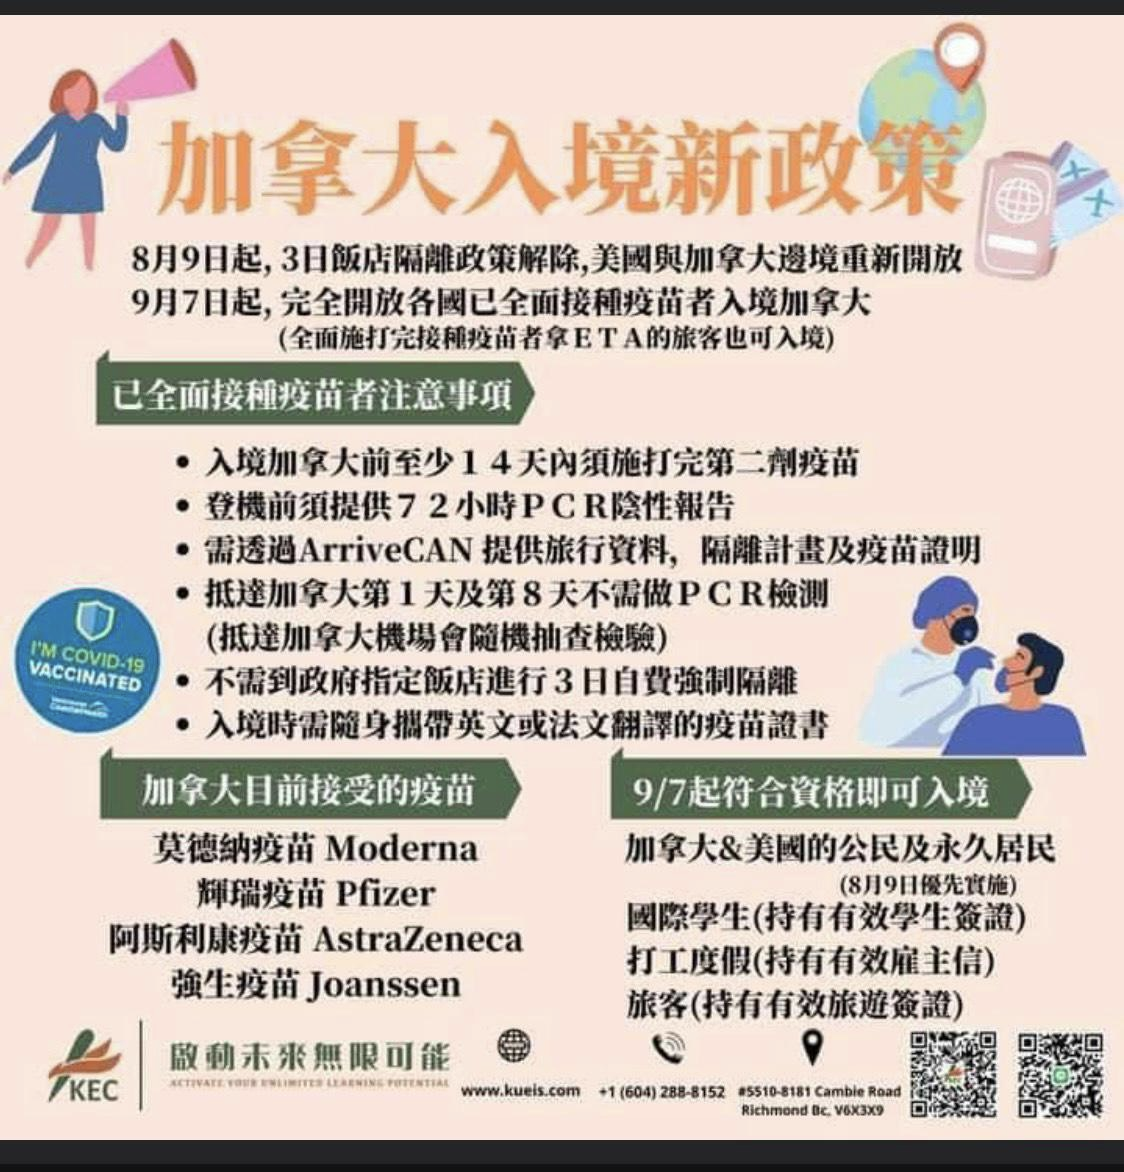 加拿大入境新政策
8月9日起, 3日飯店隔離政策解除,美國與加拿大邊境重新開放
9月7日起, 完全開放各國已全面接種疫苗者入境加拿大
(全面施打完接種疫苗者拿ETA的旅客也可入境)
已全面接種疫苗者注意事項
• 入境加拿大前至少14天內須施打完第二劑疫苗
• 登機前須提供72小時PCR陰性報告
• 需透過ArriveCAN 提供旅行資料，隔離計畫及疫苗證明
• 抵達加拿大第1天及第8天不需做PCR檢測
(抵達加拿大機場會隨機抽查檢驗)
• 不需到政府指定飯店進行3日自費強制隔離
• 入境時需隨身攜帶英文或法文翻譯的疫苗證書
I'M COVID-19
VACCINATED
Vancouver
CoastalHealth
加拿大目前接受的疫苗
莫德納疫苗 Moderna
輝瑞疫苗 Pfizer
阿斯利康疫苗 AstraZeneca
強生疫苗 Joanssen
9/7起符合資格即可入境
加拿大&美國的公民及永久居民
(8月9日優先實施)
國際學生(持有有效學生簽證)
打工度假(持有有效雇主信)
旅客(持有有效旅遊簽證)
KEC
啟動未來無限可能
ACTIVATE YOUR UNLIMITED LEARNING POTENTIAL
www.kueis.com
+1 (604) 288-8152
#5510-8181 Cambie Road
Richmond Bc, V6X3X9